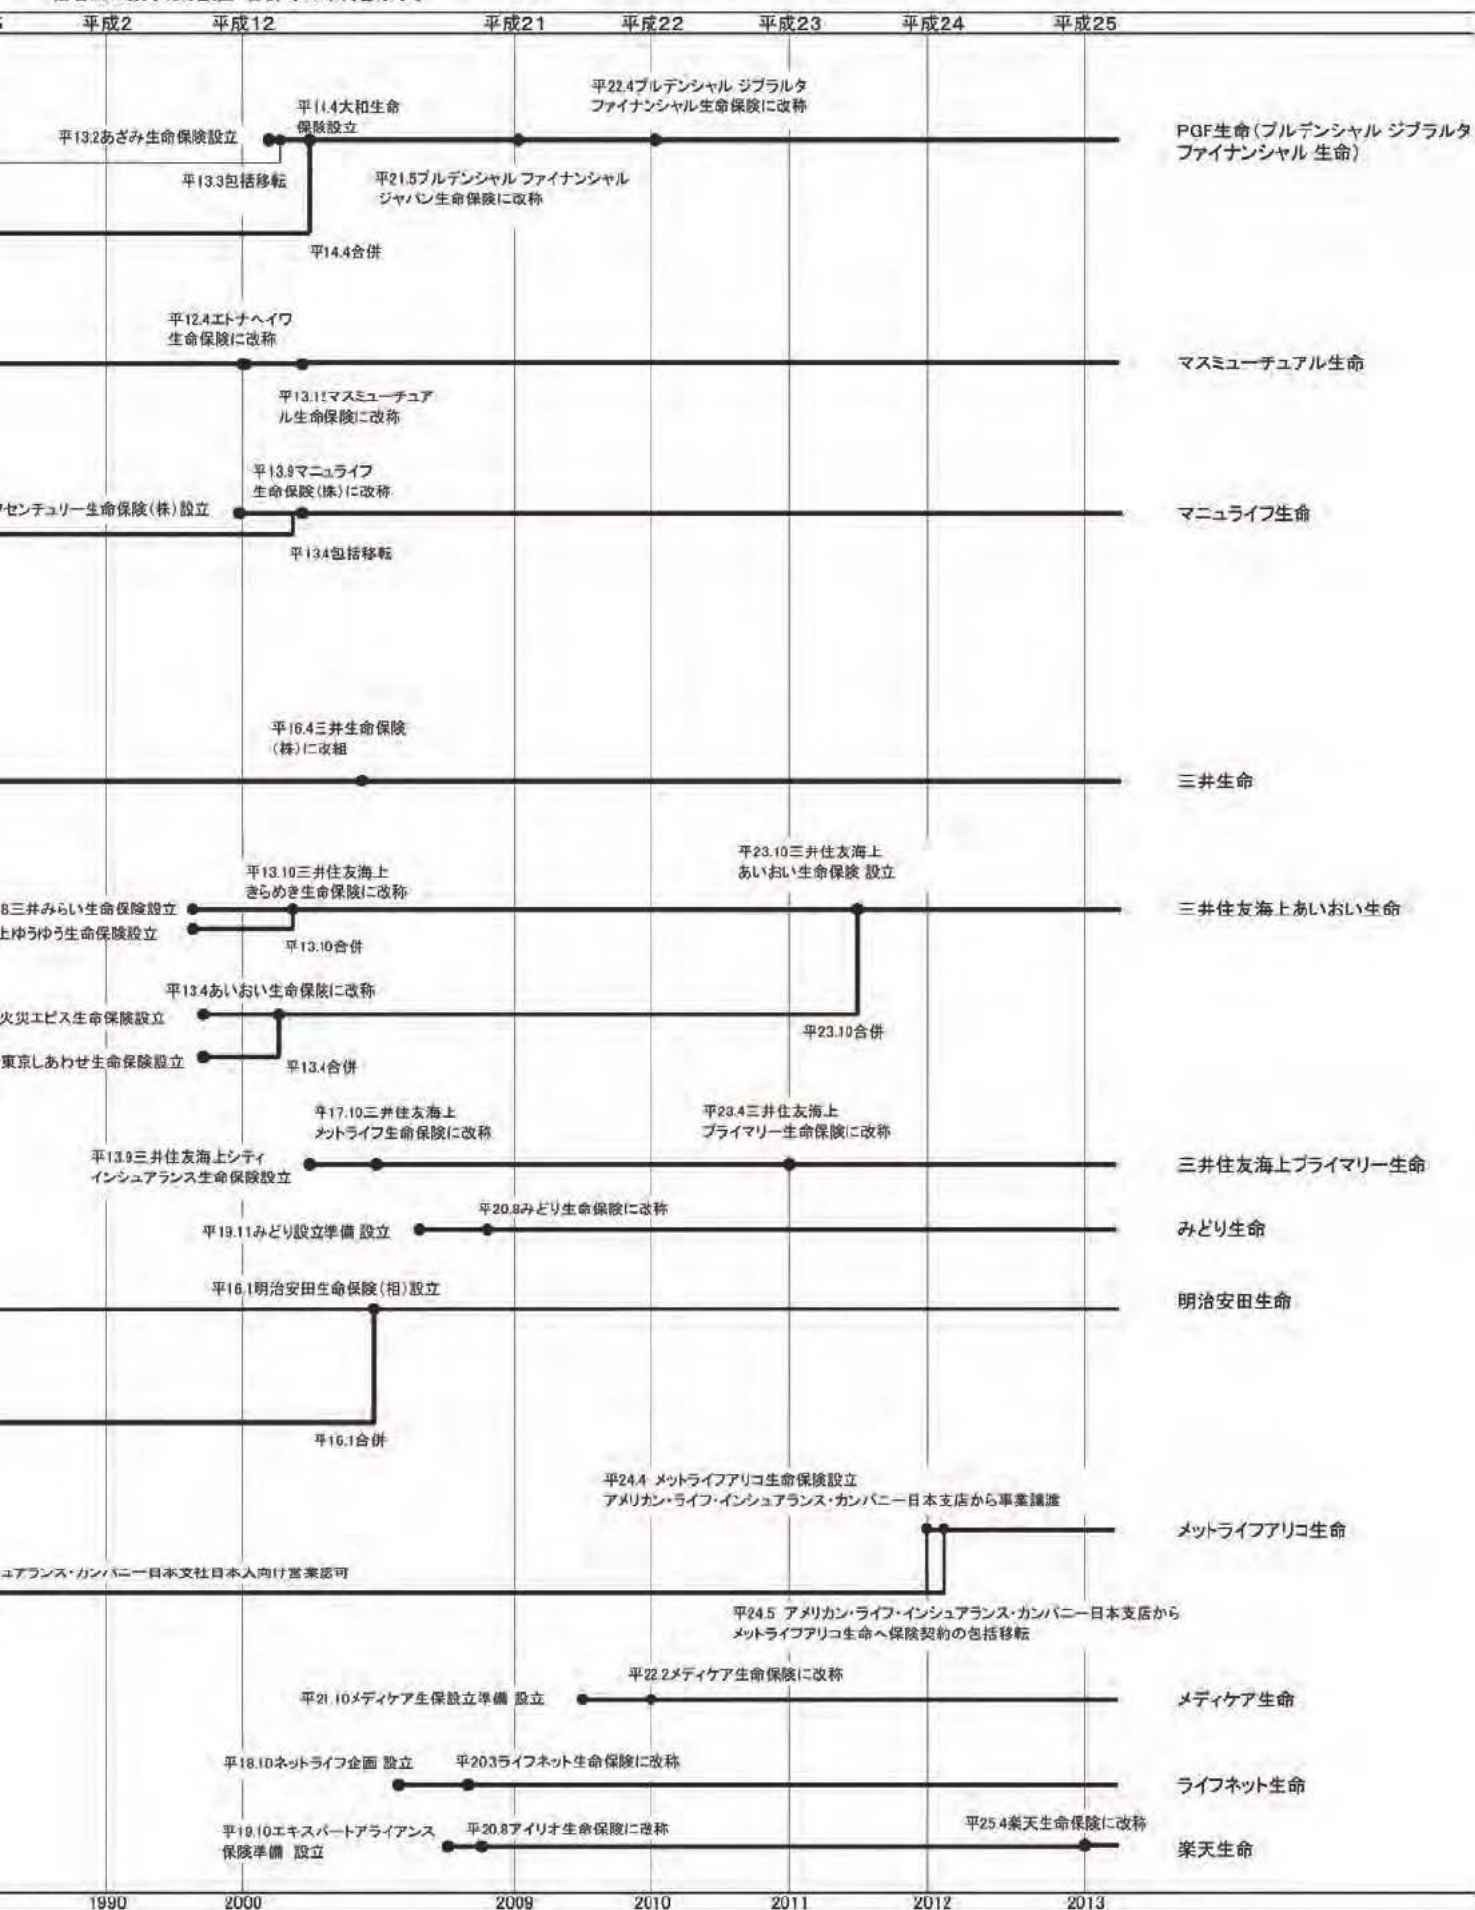 平成2 平成12 平成21 平成22 平成23 平成24 平成25
平22.4プルデンシャル ジブラルタ
ファイナンシャル生命保険に改称
平14.4大和生命
保険設立
平13.2あざみ生命保険設立
PGF生命(プルデンシャル ジブラルタ
ファイナンシャル 生命)
平13.3包括移転
平21.5プルデンシャル ファイナンシャル
ジャパン生命保険に改称
平14.4合併
平12.4エトナヘイワ
生命保険に改称
マスミューチュアル生命
平13.12マスミューチュア
ル生命保険に改称
平13.9マニュライフ
生命保険(株)に改称
センチュリー生命保険(株)設立
マニュライフ生命
平13.4包括移転
平16.4三井生命保険
(株)に改組
三井生命
平23.10三井住友海上
あいおい生命保険 設立
平13.10三井住友海上
きらめき生命保険に改称
8三井みらい生命保険設立
三井住友海上あいおい生命
上ゆうゆう生命保険設立
平13.10合併
平13.4あいおい生命保険に改称
火災エビス生命保険設立
平23.10合併
東京しあわせ生命保険設立
平13.4合併
平17.10三井住友海上
メットライフ生命保険に改称
平23.4三井住友海上
プライマリー生命保険に改称
平13.9三井住友海上シティ
インシュアランス生命保険設立
三井住友海上プライマリー生命
平20.8みどり生命保険に改称
平19.11みどり設立準備 設立
みどり生命
平16.1明治安田生命保険(相)設立
明治安田生命
平16.1合併
平24.4 メットライフアリコ生命保険設立
アメリカン・ライフ・インシュアランス・カンパニー日本支店から事業譲渡
メットライフアリコ生命
ュアランス・カンパニー日本支社日本人向け営業認可
平24.5 アメリカン・ライフ・インシュアランス・カンパニー日本支店から
メットライフアリコ生命へ保険契約の包括移転
平22.2メディケア生命保険に改称
平21.10メディケア生保設立準備 設立
メディケア生命
平18.10ネットライフ企画 設立
平20.3ライフネット生命保険に改称
ライフネット生命
平19.10エキスパートアライアンス
保険準備 設立
平20.8アイリオ生命保険に改称
平25.4楽天生命保険に改称
楽天生命
1990 2000 2009 2010 2011 2012 2013